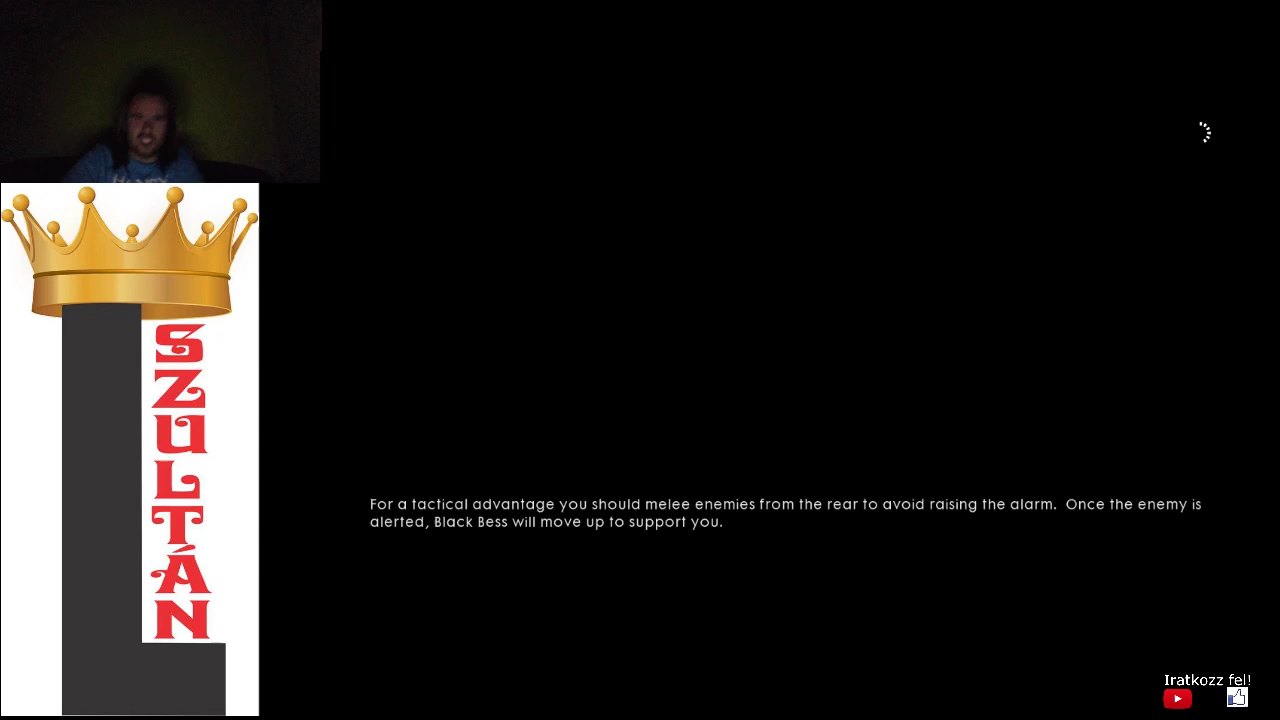 SZULTÁN
For a tactical advantage you should melee enemies from the rear to avoid raising the alarm.  Once the enemy is
alerted, Black Bess will move up to support you.
Iratkozz fel!